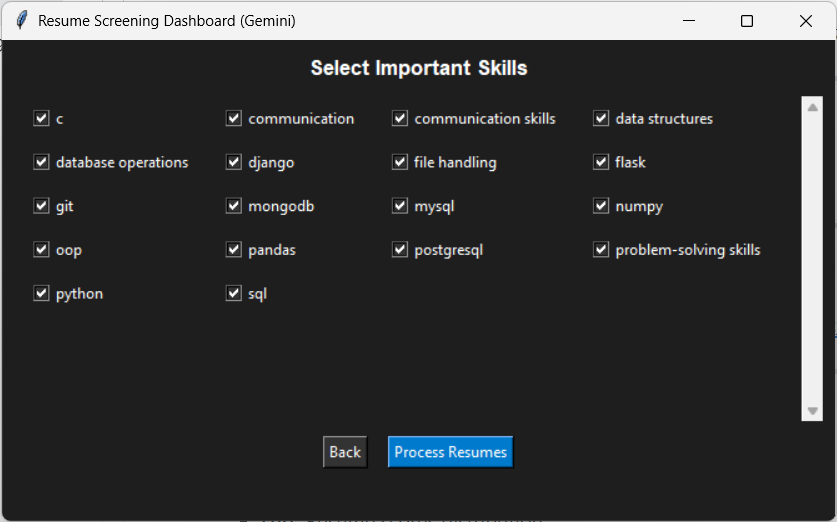 Resume Screening Dashboard (Gemini)
Select Important Skills
c communication communication skills data structures
database operations django file handling flask
git mongodb mysql numpy
oop pandas postgresql problem-solving skills
python sql
Back Process Resumes